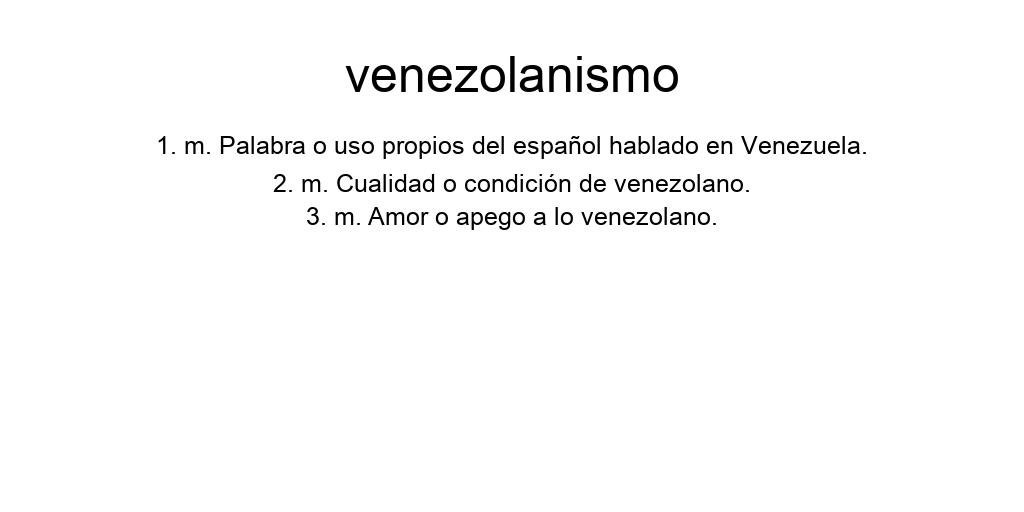 venezolanismo
1. m. Palabra o uso propios del español hablado en Venezuela.
2. m. Cualidad o condición de venezolano.
3. m. Amor o apego a lo venezolano.